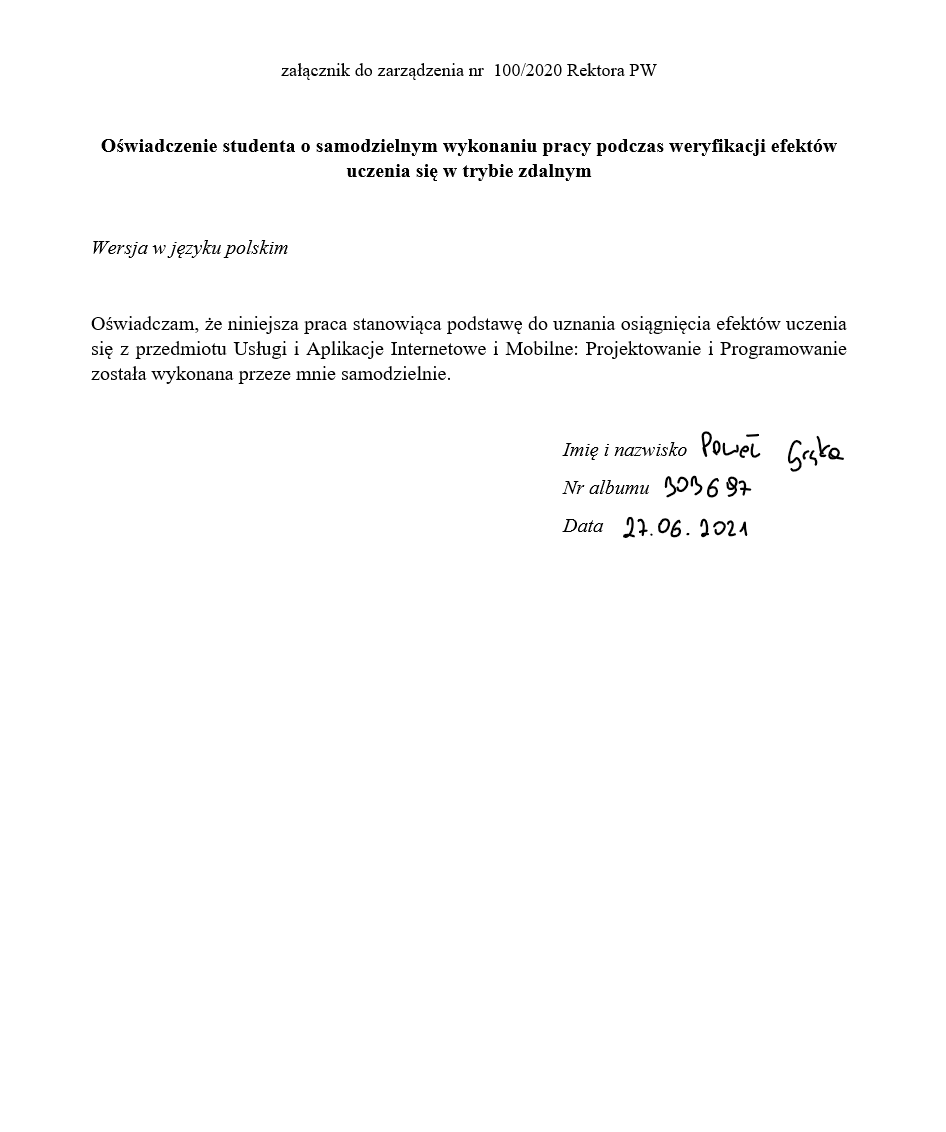 załącznik do zarządzenia nr 100/2020 Rektora PW
Oświadczenie studenta o samodzielnym wykonaniu pracy podczas weryfikacji efektów
uczenia się w trybie zdalnym
Wersja w języku polskim
Oświadczam, że niniejsza praca stanowiąca podstawę do uznania osiągnięcia efektów uczenia
się z przedmiotu Usługi i Aplikacje Internetowe i Mobilne: Projektowanie i Programowanie
została wykonana przeze mnie samodzielnie.
Imię i nazwisko Paweł
Nr albumu 303697
Data 27.06.2021